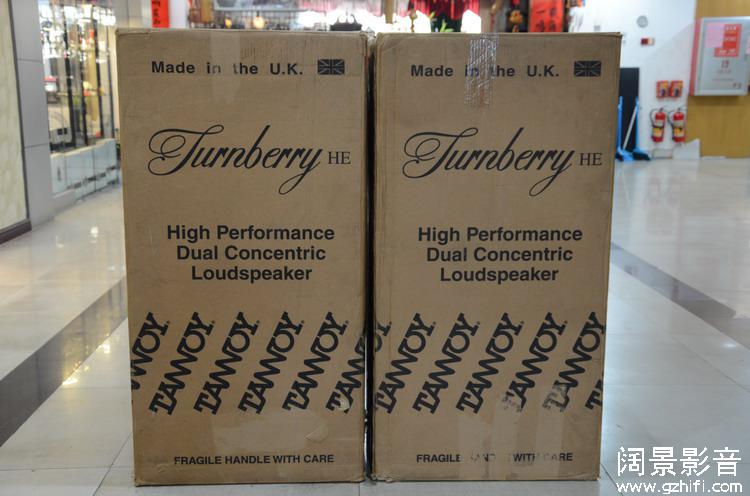 Made in the U.K.
Turnberry HE
High Performance
Dual Concentric
Loudspeaker
TANNOY TANNOY TANNOY TANNOY TANNOY
FRAGILE HANDLE WITH CARE
Made in the U.K.
Turnberry HE
High Performance
Dual Concentric
Loudspeaker
TANNOY TANNOY TANNOY TANNOY TANNOY
FRAGILE HANDLE WITH CARE
阔景影音
www.gzhifi.com